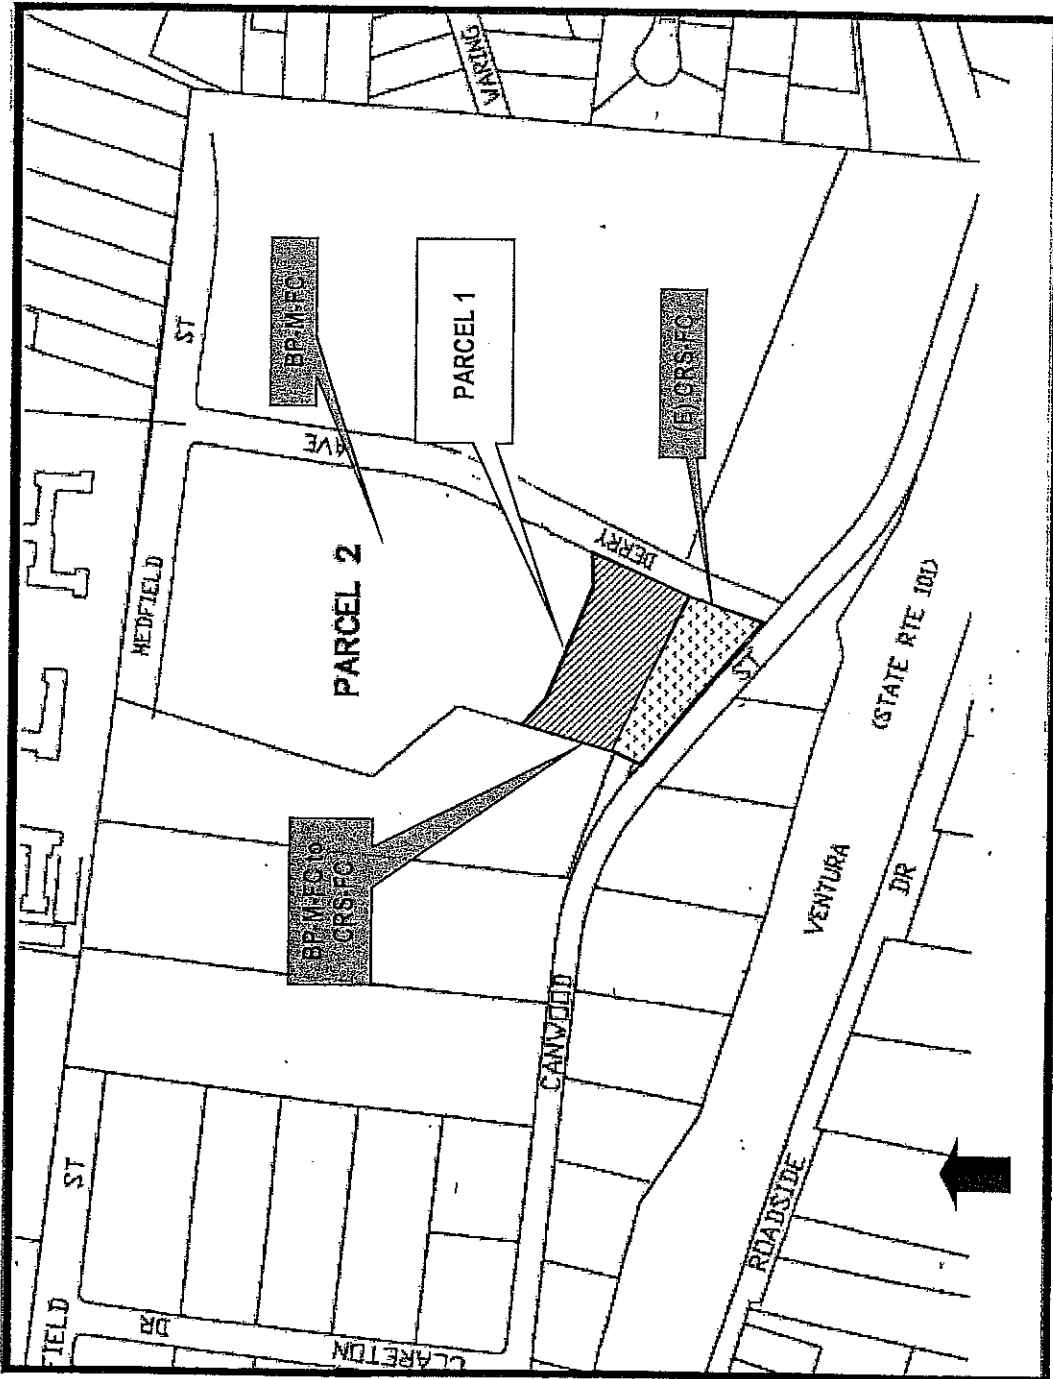 WARING
ST
BP-M-FC
AVE
PARCEL 1
MEDFIELD
PARCEL 2
DERRY
(E) CRS-FC
ST
BP-M-FC to
CRS-FC
(STATE RTE 101)
VENTURA
DR
CANWOOD
ST
ROADSIDE
FIELD
DR
CLARETON